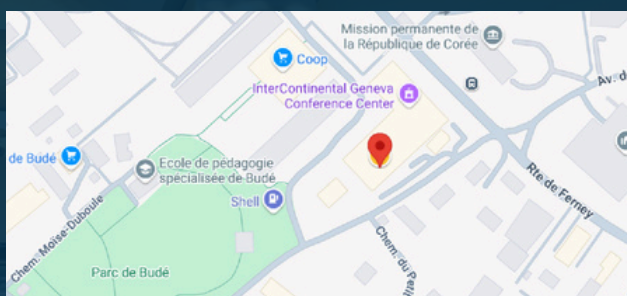 Mission permanente de
la République de Corée
Coop
InterContinental Geneva
Conference Center
Av. d
de Budé
Ecole de pédagogie
spécialisée de Budé
Shell
Rte de Ferney
Chem. Moïse-Duboule
Chem. du Petit
Parc de Budé